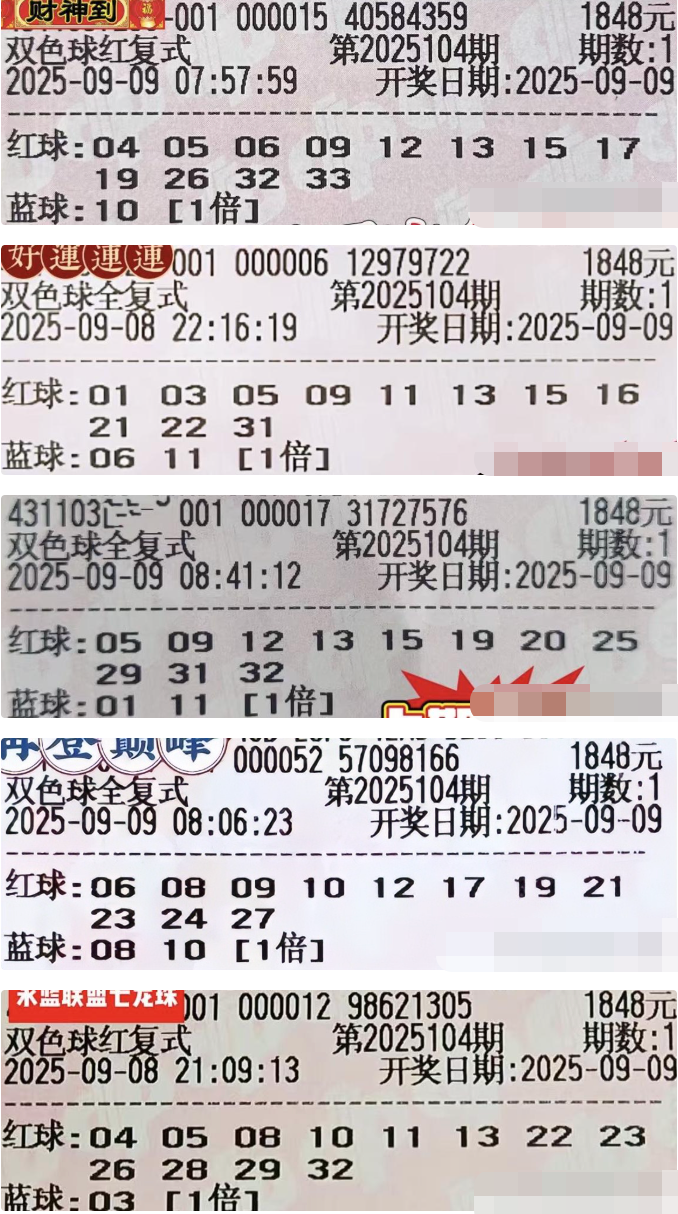 财神到 福 -001 000015 40584359 1848元
双色球红复式 第2025104期 期数:1
2025-09-09 07:57:59 开奖日期:2025-09-09
红球:04 05 06 09 12 13 15 17
19 26 32 33
蓝球:10 [1倍]
好運連運 001 000006 12979722 1848元
双色球全复式 第2025104期 期数:1
2025-09-08 22:16:19 开奖日期:2025-09-09
红球:01 03 05 09 11 13 15 16
21 22 31
蓝球:06 11 [1倍]
431103 001 000017 31727576 1848元
双色球全复式 第2025104期 期数:1
2025-09-09 08:41:12 开奖日期:2025-09-09
红球:05 09 12 13 15 19 20 25
29 31 32
蓝球:01 11 [1倍]
再登巅峰 000052 57098166 1848元
双色球全复式 第2025104期 期数:1
2025-09-09 08:06:23 开奖日期:2025-09-09
红球:06 08 09 10 12 17 19 21
23 24 27
蓝球:08 10 [1倍]
永蓝联盟七龙珠 001 000012 98621305 1848元
双色球红复式 第2025104期 期数:1
2025-09-08 21:09:13 开奖日期:2025-09-09
红球:04 05 08 10 11 13 22 23
26 28 29 32
蓝球:03 [1倍]